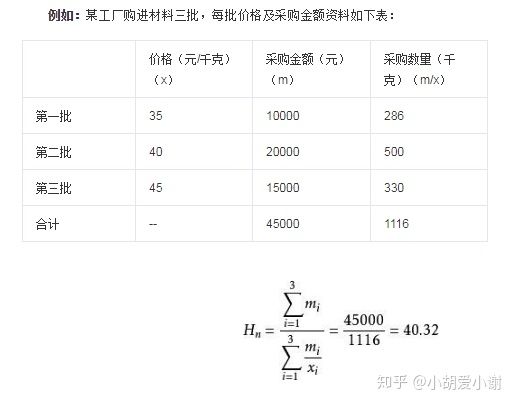 例如：某工厂购进材料三批，每批价格及采购金额资料如下表：
价格（元/千克） 采购金额（元） 采购数量（千
（x） （m） 克）（m/x）
第一批 35 10000 286
第二批 40 20000 500
第三批 45 15000 330
合计 -- 45000 1116
Hₙ = \frac{\sum_{i=1}^{3} m_i}{\sum_{i=1}^{3} \frac{m_i}{x_i}} = \frac{45000}{1116} = 40.32
知乎 @小胡爱小谢